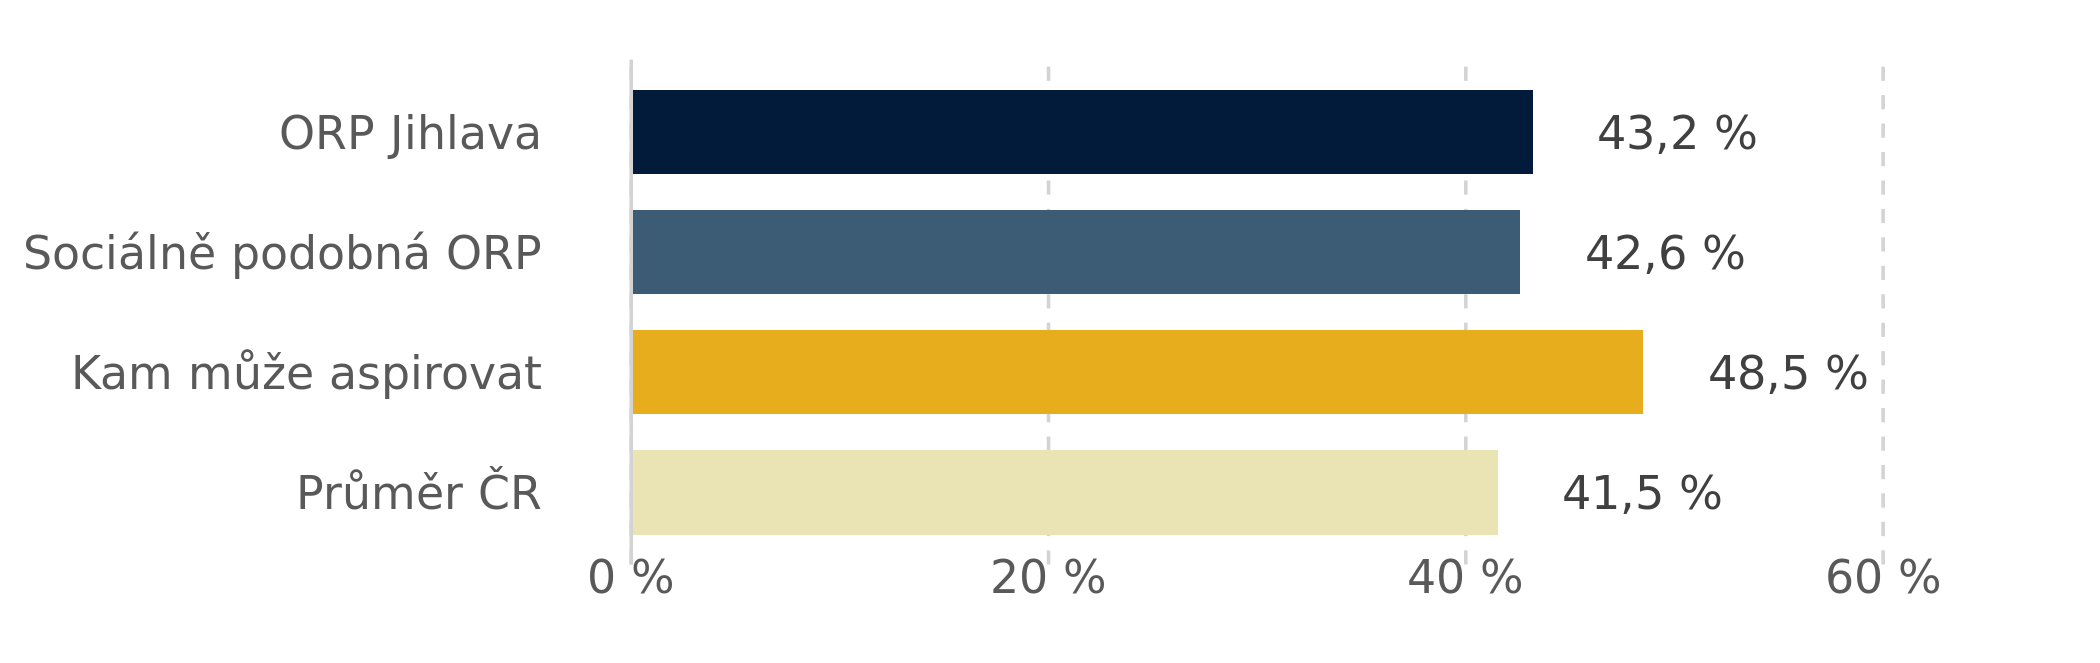 ORP Jihlava 43,2 %
Sociálně podobná ORP 42,6 %
Kam může aspirovat 48,5 %
Průměr ČR 41,5 %
0 % 20 % 40 % 60 %